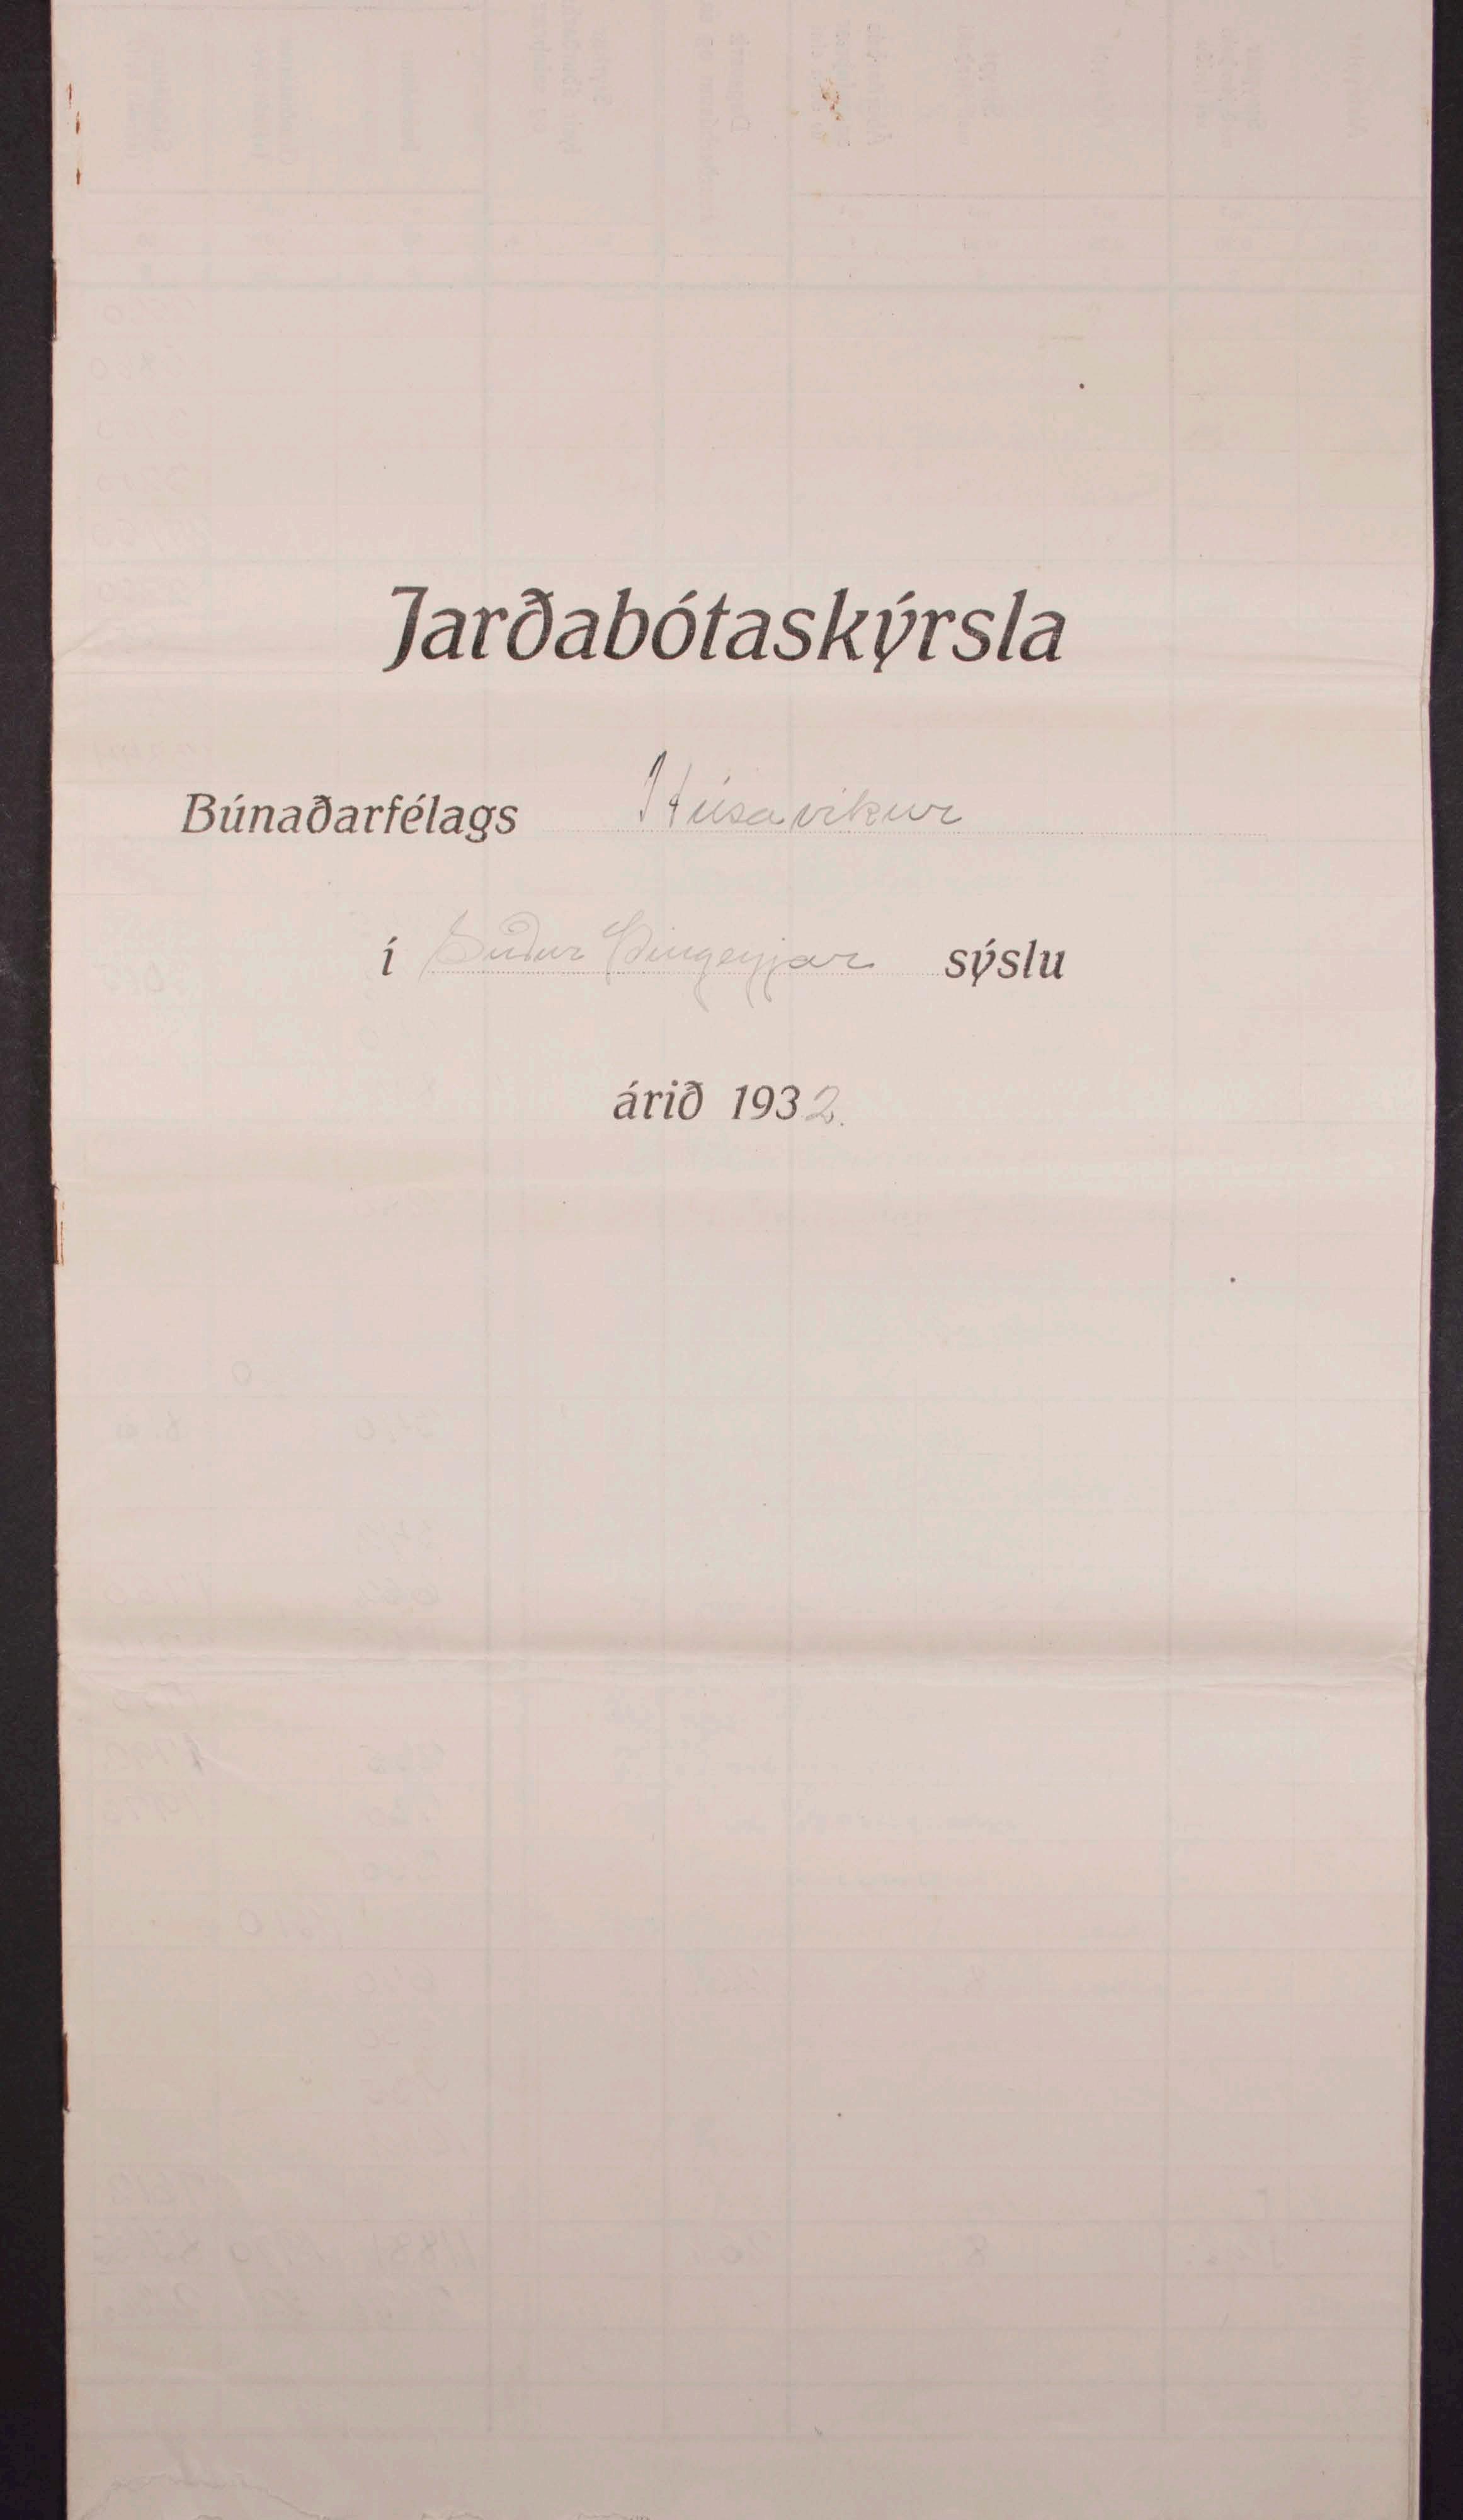 Jarðabótaskýrsla
Búnaðarfélags Húsavíkur
í Suður Þingeyjar sýslu
árið 1932.